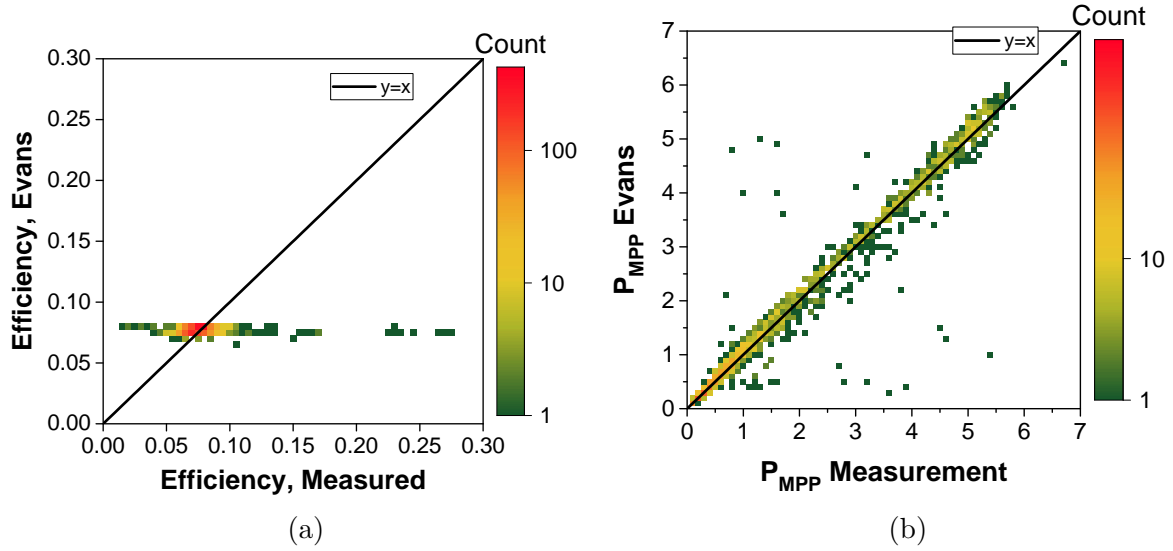 Count
0.30
0.25
0.20
0.15
0.10
0.05
0.00
Efficiency, Evans
y=x
100
10
1
0.00 0.05 0.10 0.15 0.20 0.25 0.30
Efficiency, Measured
(a)
Count
7
6
5
4
3
2
1
0
P_MPP Evans
y=x
10
1
0 1 2 3 4 5 6 7
P_MPP Measurement
(b)